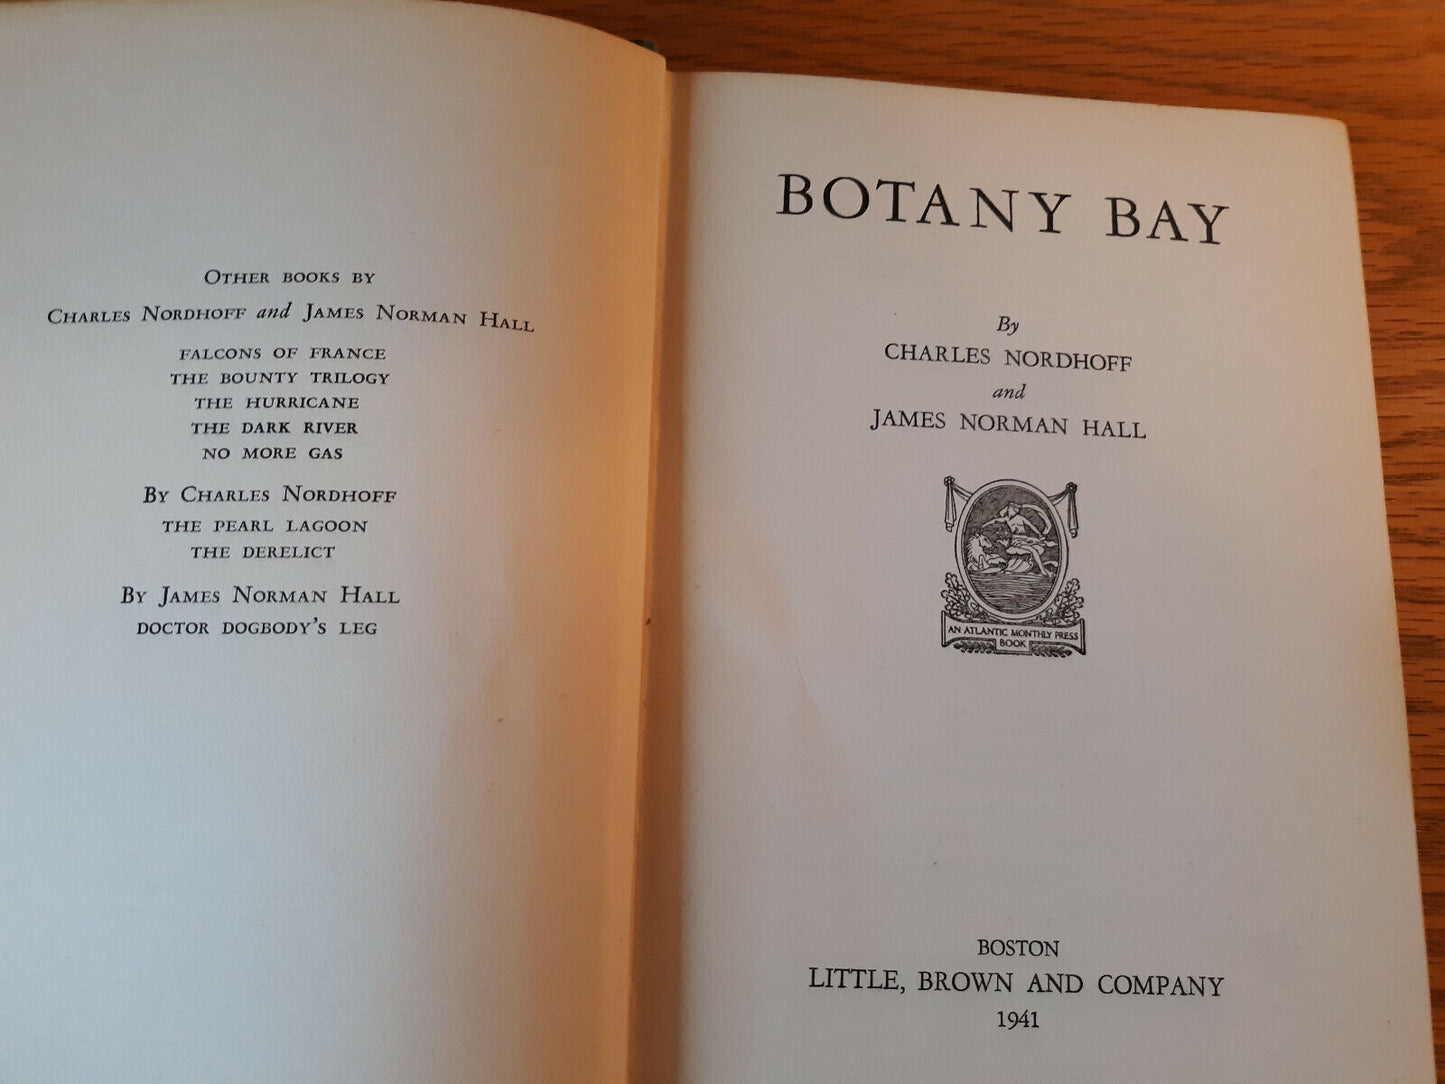 OTHER BOOKS BY
CHARLES NORDHOFF and JAMES NORMAN HALL
FALCONS OF FRANCE
THE BOUNTY TRILOGY
THE HURRICANE
THE DARK RIVER
NO MORE GAS
BY CHARLES NORDHOFF
THE PEARL LAGOON
THE DERELICT
BY JAMES NORMAN HALL
DOCTOR DOGBODY'S LEG
BOTANY BAY
By
CHARLES NORDHOFF
and
JAMES NORMAN HALL
AN ATLANTIC MONTHLY PRESS
BOOK
BOSTON
LITTLE, BROWN AND COMPANY
1941